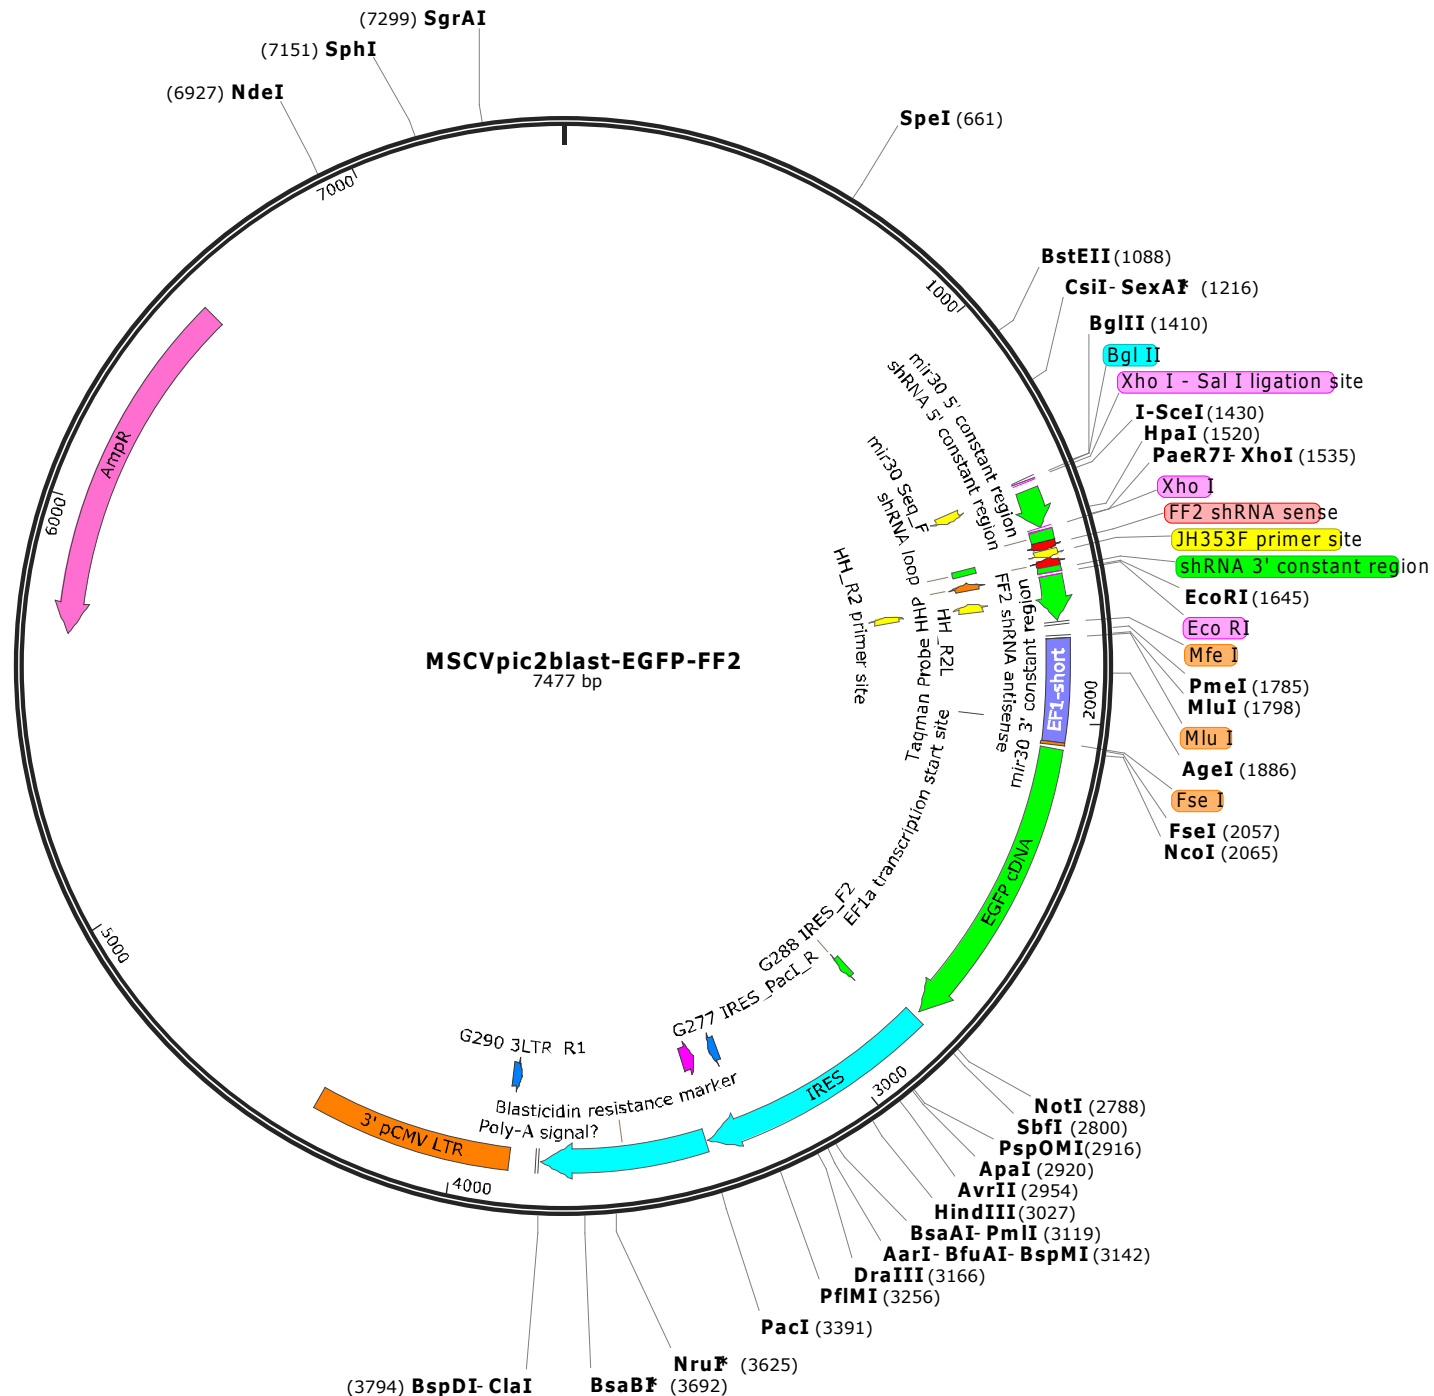 (7299) SgrAI
(7151) SphI
(6927) NdeI
SpeI (661)
7000
1000
BstEII (1088)
CsiI - SexAI* (1216)
BglII (1410)
Bgl II
Xho I - Sal I ligation site
I-SceI (1430)
HpaI (1520)
PaeR7I - XhoI (1535)
Xho I
FF2 shRNA sense
JH353F primer site
shRNA 3' constant region
EcoRI (1645)
Eco RI
Mfe I
PmeI (1785)
MluI (1798)
Mlu I
AgeI (1886)
Fse I
FseI (2057)
NcoI (2065)
mir30 5' constant region
shRNA 5' constant region
mir30 Seq_F
shRNA loop
HH_R2 primer site
Taqman Probe HHP
HH_R2L
FF2 shRNA antisense
mir30 3' constant region
EF1-short
2000
EF1a transcription start site
AmpR
6000
MSCVpic2blast-EGFP-FF2
7477 bp
EGFP cDNA
5000
G288 IRES_F2
G277 IRES_PacI_R
G290 3LTR R1
Blasticidin resistance marker
Poly-A signal?
3' pCMV LTR
IRES
3000
4000
NotI (2788)
SbfI (2800)
PspOMI (2916)
ApaI (2920)
AvrII (2954)
HindIII (3027)
BsaAI - PmlI (3119)
AarI - BfuAI - BspMI (3142)
DraIII (3166)
PflMI (3256)
PacI (3391)
NruI* (3625)
BsaBI* (3692)
(3794) BspDI - ClaI